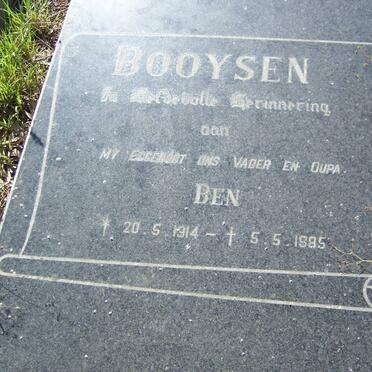 BOOYSEN
In Liefdevolle Herinnering
aan
MY EGGENOOT ONS VADER EN OUPA
BEN
20.5.1914 – † 5.5.1985